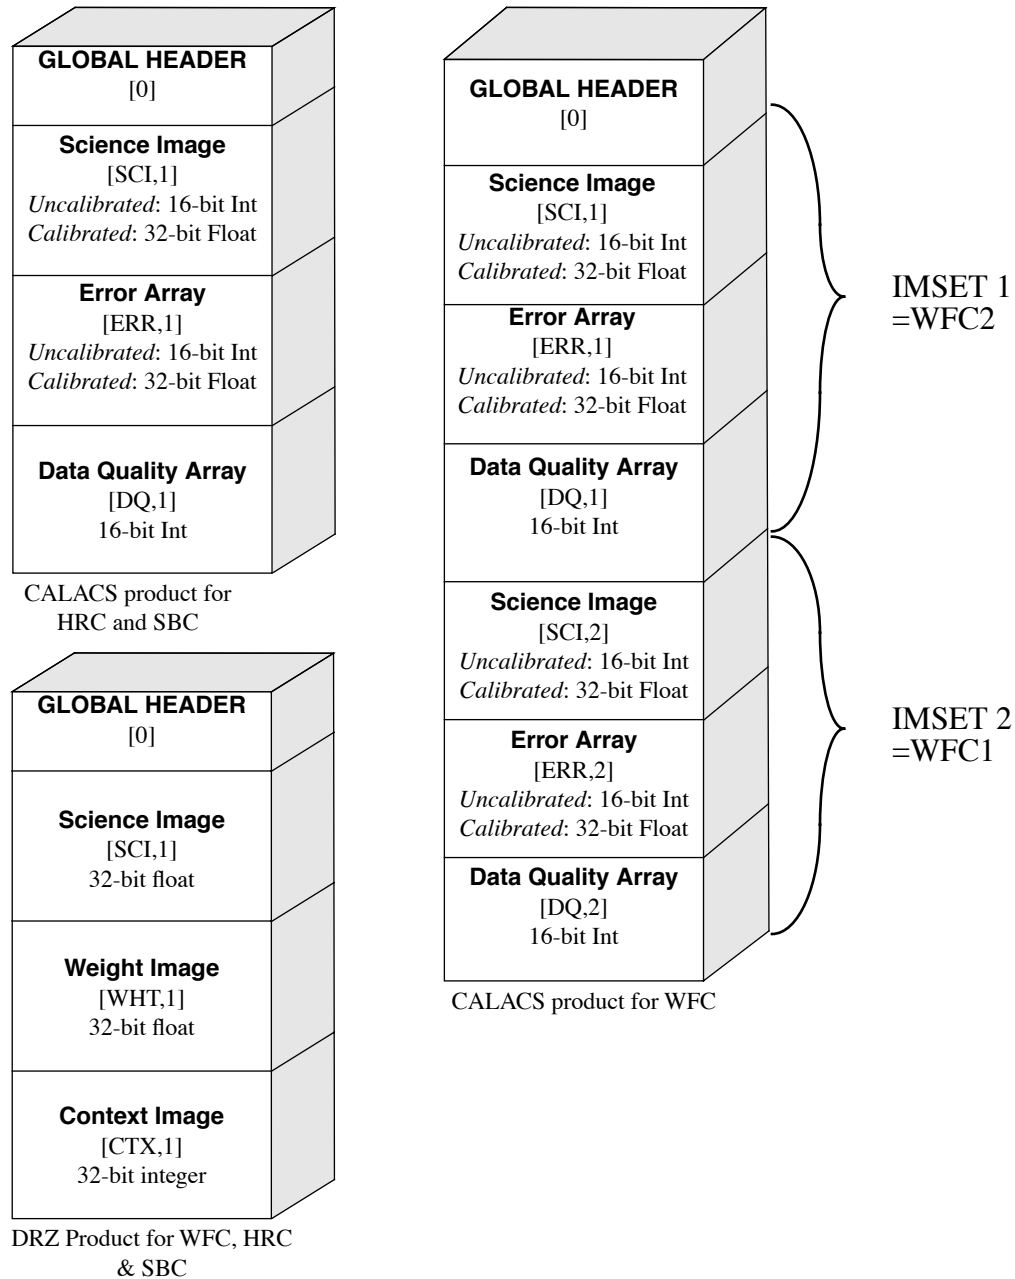 GLOBAL HEADER
[0]
Science Image
[SCI,1]
Uncalibrated: 16-bit Int
Calibrated: 32-bit Float
Error Array
[ERR,1]
Uncalibrated: 16-bit Int
Calibrated: 32-bit Float
Data Quality Array
[DQ,1]
16-bit Int
CALACS product for
HRC and SBC
GLOBAL HEADER
[0]
Science Image
[SCI,1]
32-bit float
Weight Image
[WHT,1]
32-bit float
Context Image
[CTX,1]
32-bit integer
DRZ Product for WFC, HRC
& SBC
GLOBAL HEADER
[0]
Science Image
[SCI,1]
Uncalibrated: 16-bit Int
Calibrated: 32-bit Float
Error Array
[ERR,1]
Uncalibrated: 16-bit Int
Calibrated: 32-bit Float
Data Quality Array
[DQ,1]
16-bit Int
Science Image
[SCI,2]
Uncalibrated: 16-bit Int
Calibrated: 32-bit Float
Error Array
[ERR,2]
Uncalibrated: 16-bit Int
Calibrated: 32-bit Float
Data Quality Array
[DQ,2]
16-bit Int
CALACS product for WFC
IMSET 1
=WFC2
IMSET 2
=WFC1